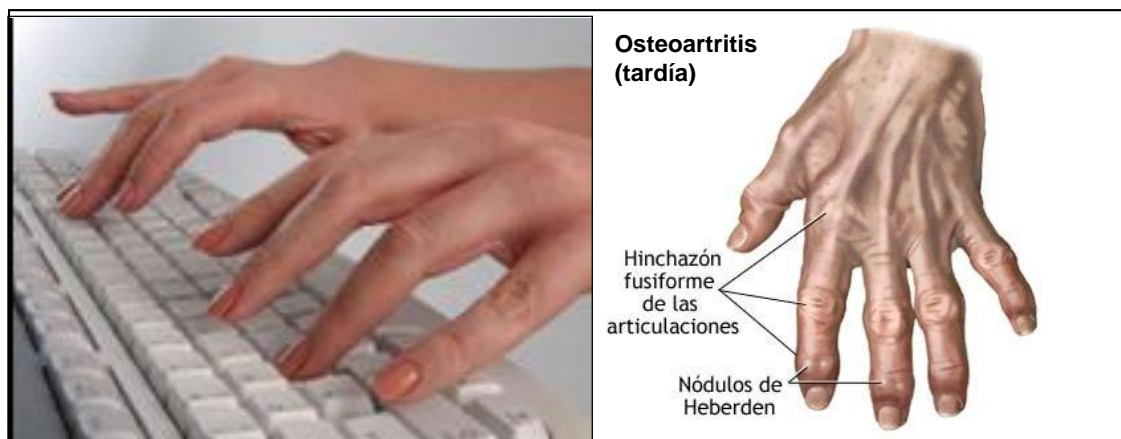 Osteoartritis
(tardía)
Hinchazón
fusiforme
de las
articulaciones
Nódulos de
Heberden